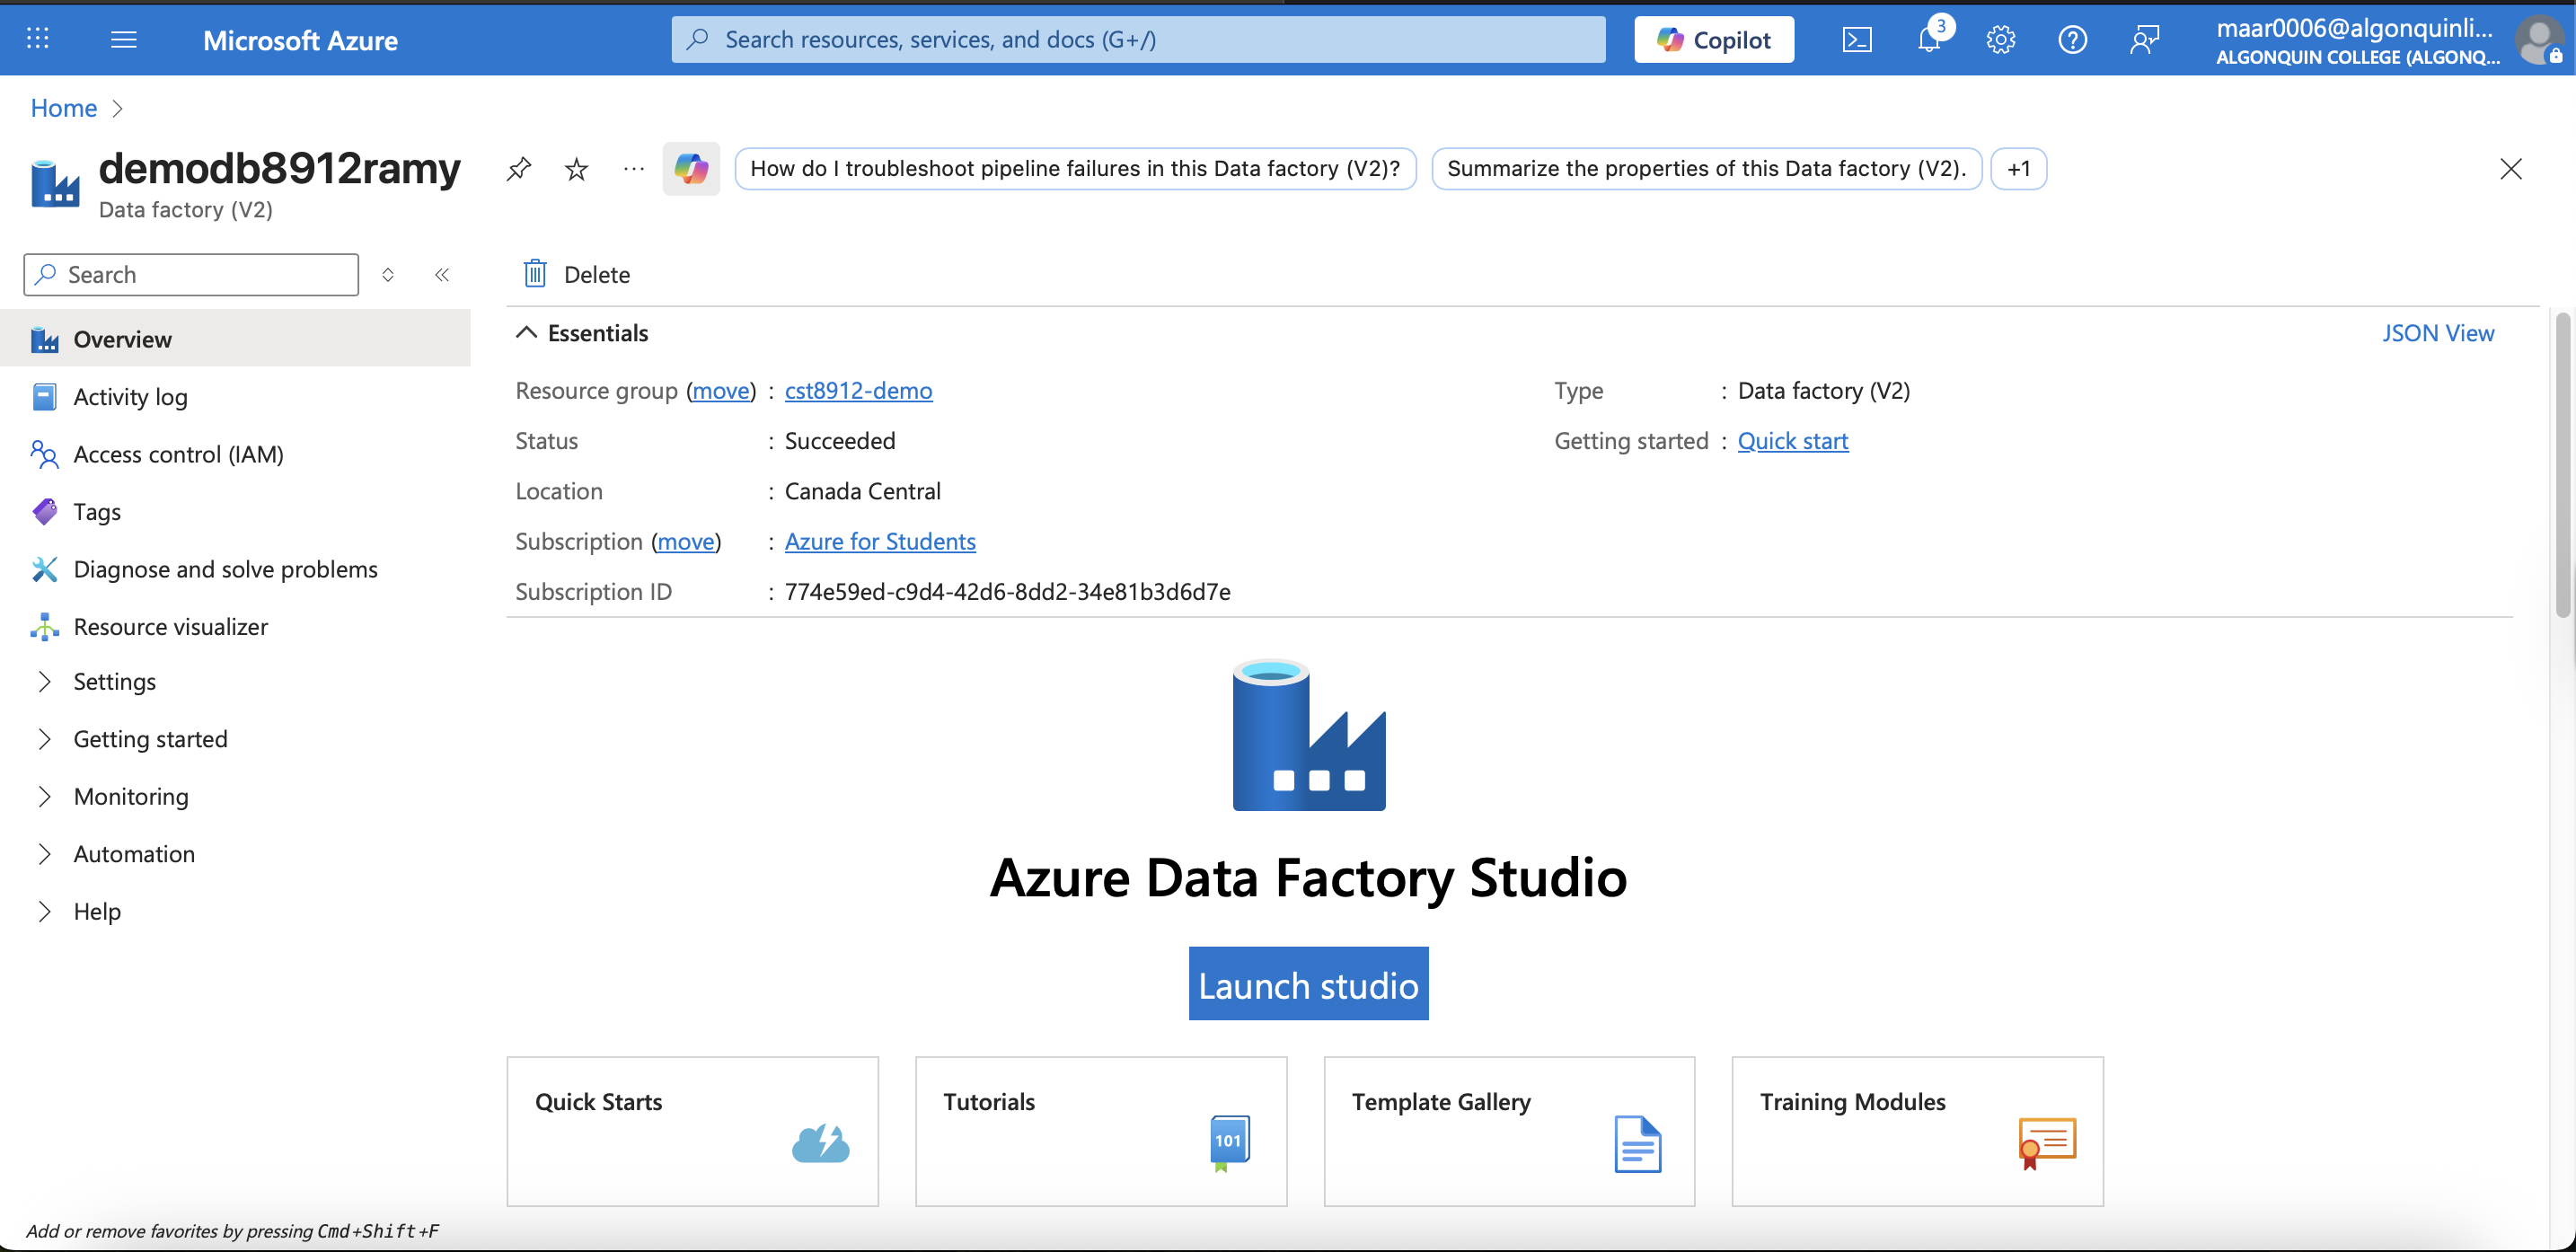 Microsoft Azure
Search resources, services, and docs (G+/)
Copilot
3
maar0006@algonquinli...
ALGONQUIN COLLEGE (ALGONQ...
Home
demodb8912ramy
Data factory (V2)
How do I troubleshoot pipeline failures in this Data factory (V2)?
Summarize the properties of this Data factory (V2).
+1
Search
Delete
Overview
Activity log
Access control (IAM)
Tags
Diagnose and solve problems
Resource visualizer
Settings
Getting started
Monitoring
Automation
Help
Essentials
JSON View
Resource group (move) : cst8912-demo
Status : Succeeded
Location : Canada Central
Subscription (move) : Azure for Students
Subscription ID : 774e59ed-c9d4-42d6-8dd2-34e81b3d6d7e
Type : Data factory (V2)
Getting started : Quick start
Azure Data Factory Studio
Launch studio
Quick Starts
Tutorials
101
Template Gallery
Training Modules
Add or remove favorites by pressing Cmd+Shift+F